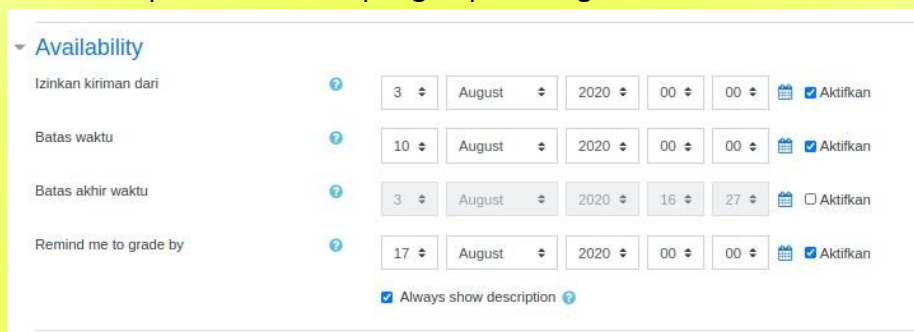 Availability
Izinkan kiriman dari 3 August 2020 00 00 Aktifkan
Batas waktu 10 August 2020 00 00 Aktifkan
Batas akhir waktu 3 August 2020 16 27 Aktifkan
Remind me to grade by 17 August 2020 00 00 Aktifkan
Always show description